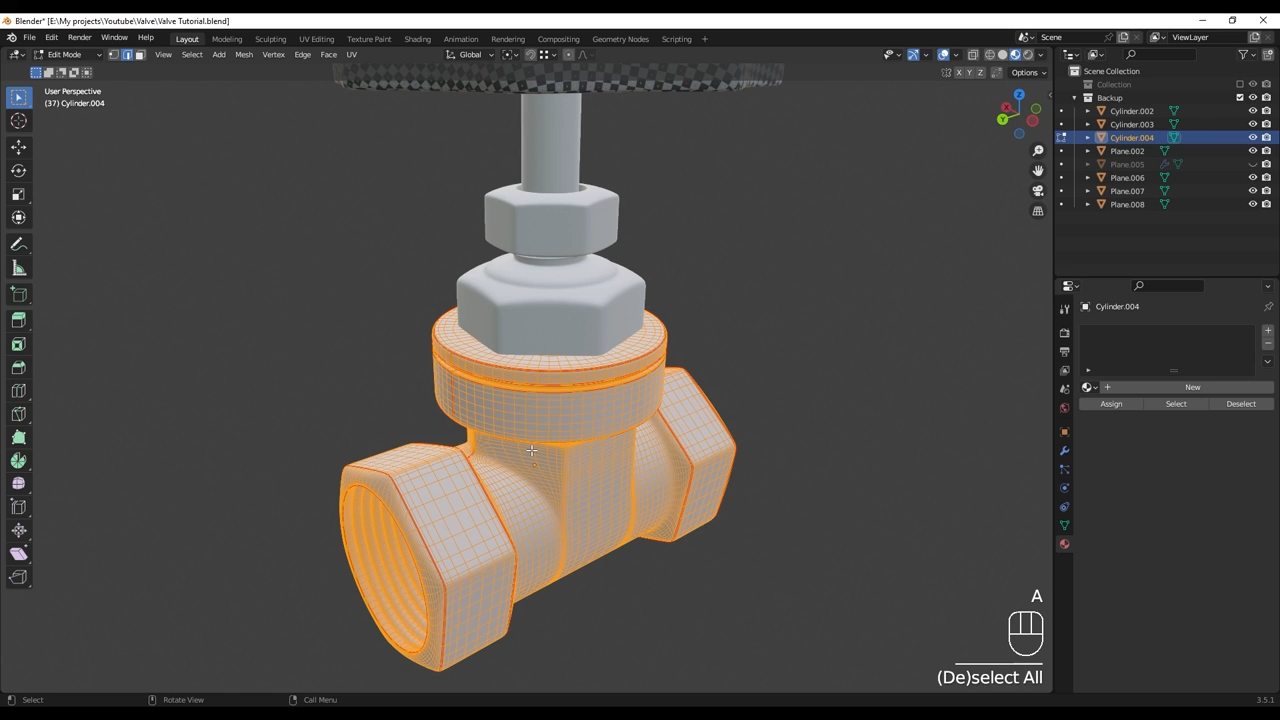 Blender* [E:\My projects\Youtube\Valve\Valve Tutorial.blend]
File Edit Render Window Help Layout Modeling Sculpting UV Editing Texture Paint Shading Animation Rendering Compositing Geometry Nodes Scripting + Scene ViewLayer
Edit Mode View Select Add Mesh Vertex Edge Face UV Global
X Y Z Options
User Perspective
(37) Cylinder.004
Z
X
Y
Scene Collection
Collection
Backup
Cylinder.002
Cylinder.003
Cylinder.004
Plane.002
Plane.005
Plane.006
Plane.007
Plane.008
Cylinder.004
New
Assign Select Deselect
A
(De)select All
Select Rotate View Call Menu 3.5.1